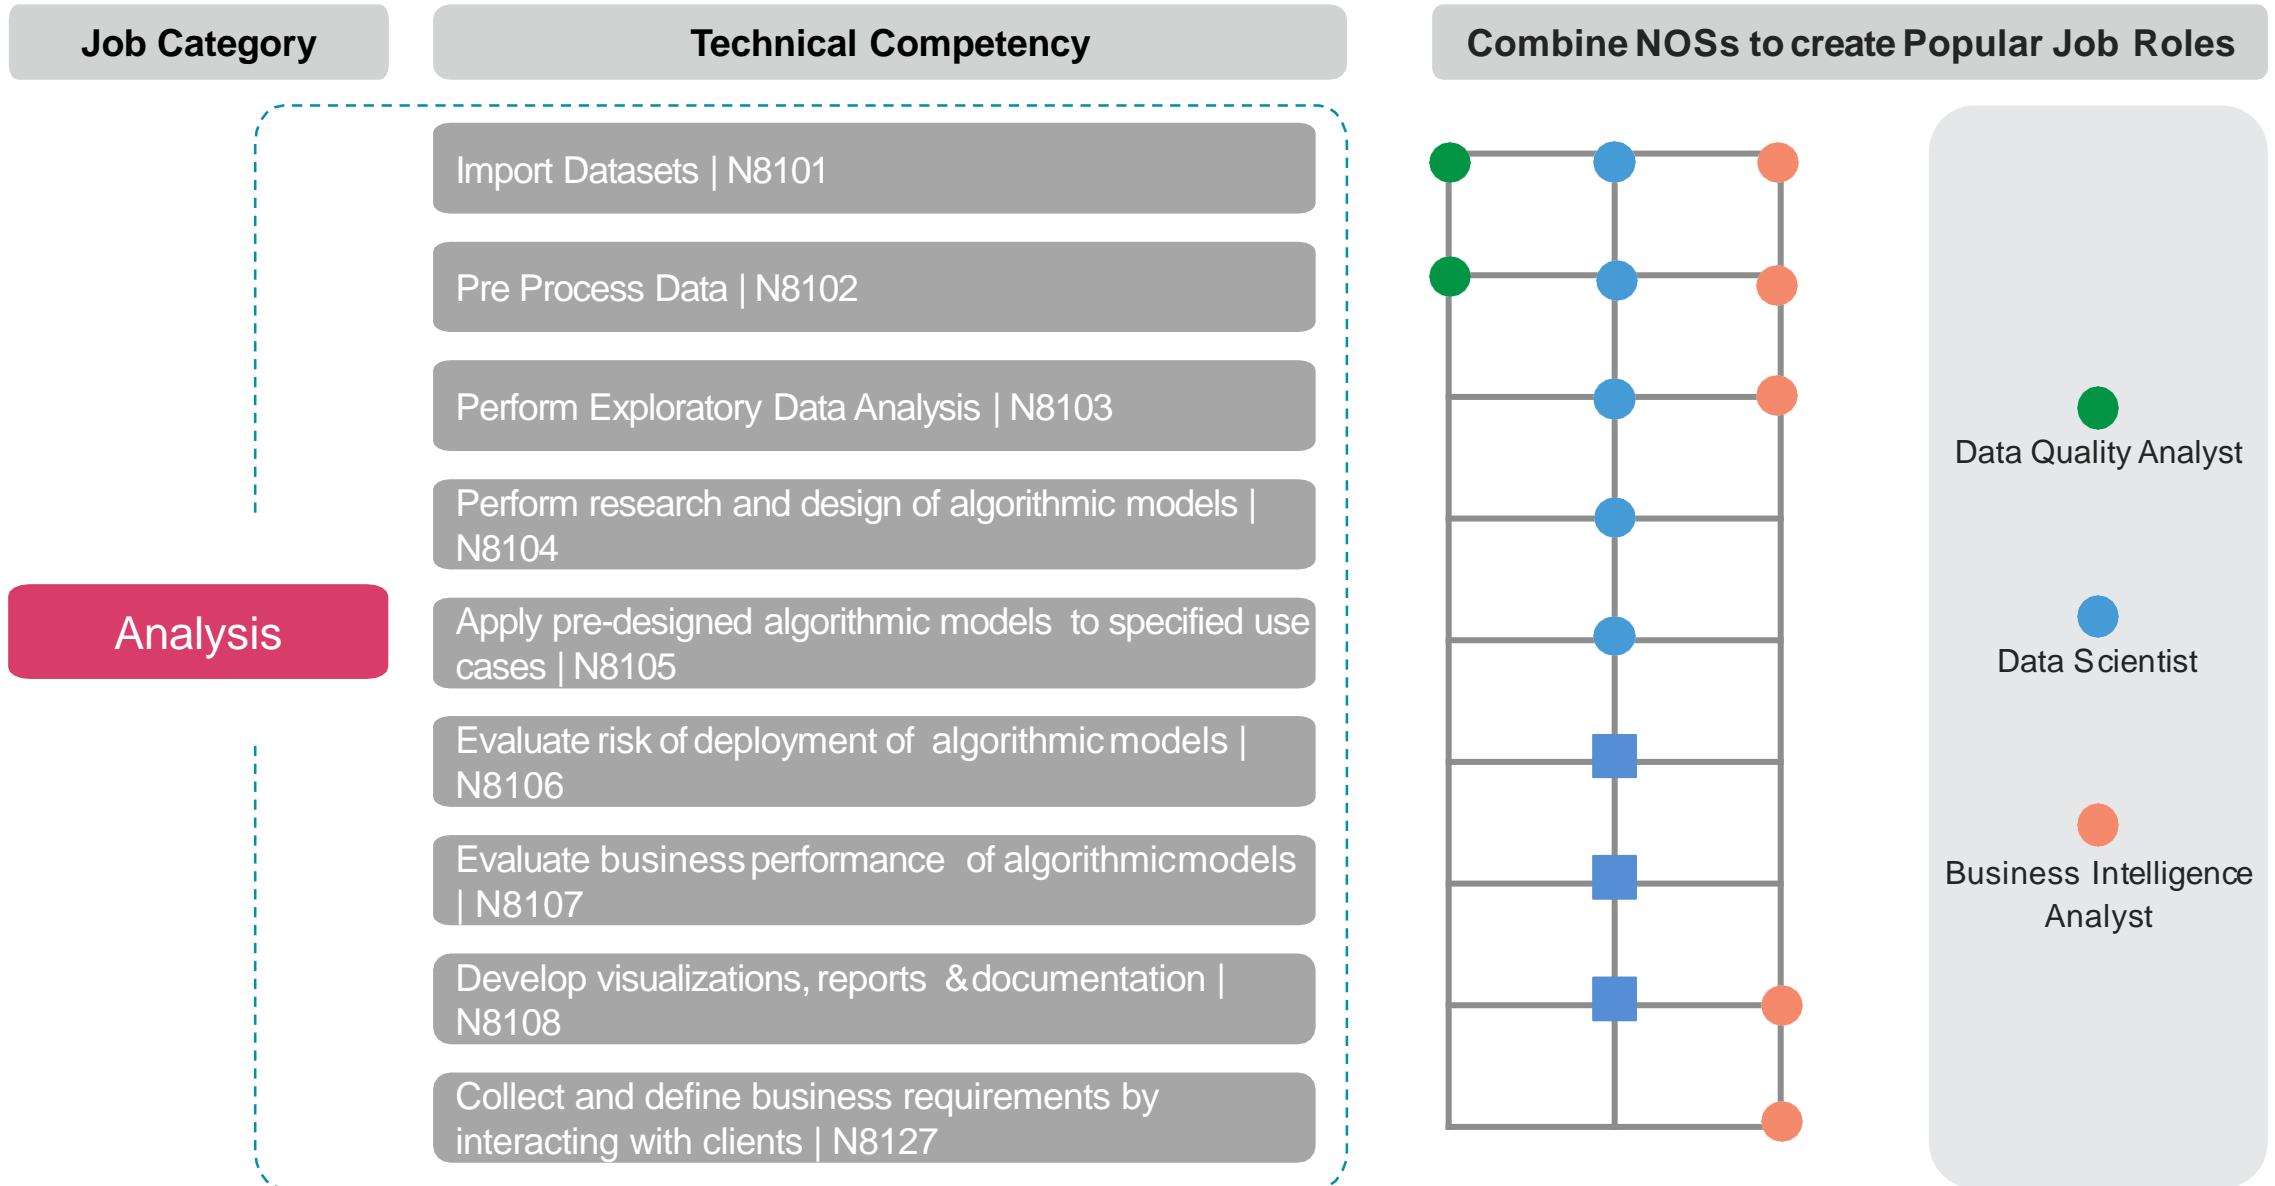 Job Category
Technical Competency
Combine NOSs to create Popular Job Roles
Import Datasets | N8101
Pre Process Data | N8102
Perform Exploratory Data Analysis | N8103
Perform research and design of algorithmic models |
N8104
Analysis
Apply pre-designed algorithmic models to specified use
cases | N8105
Evaluate risk of deployment of algorithmic models |
N8106
Evaluate business performance of algorithmic models
| N8107
Develop visualizations, reports & documentation |
N8108
Collect and define business requirements by
interacting with clients | N8127
Data Quality Analyst
Data Scientist
Business Intelligence
Analyst